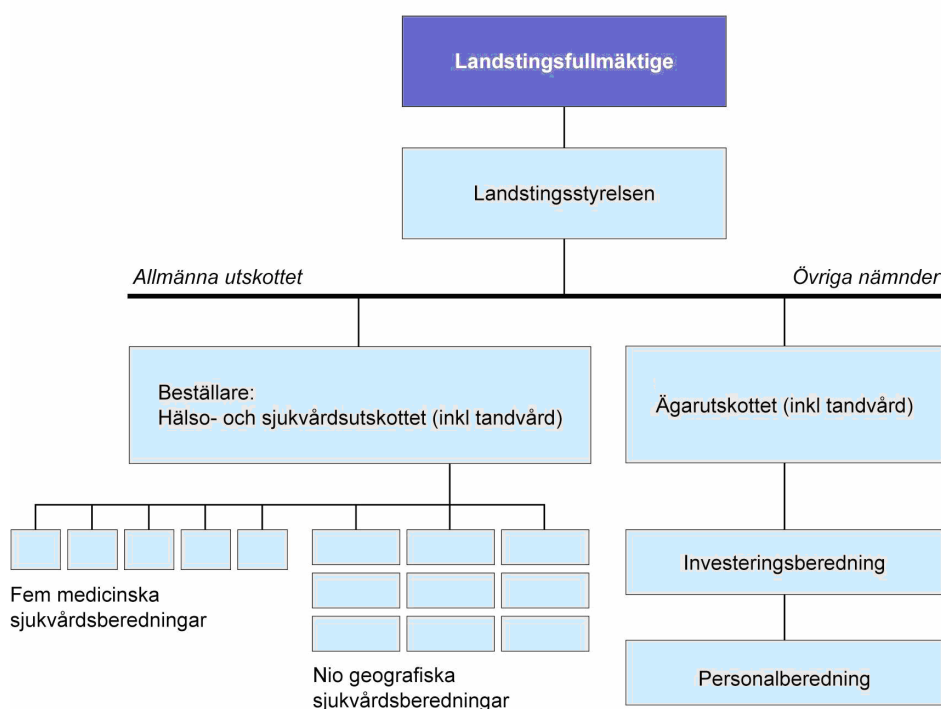 Landstingsfullmäktige
Landstingsstyrelsen
Allmänna utskottet
Övriga nämnder
Beställare:
Hälso- och sjukvårdsutskottet (inkl tandvård)
Ägarutskottet (inkl tandvård)
Fem medicinska
sjukvårdsberedningar
Nio geografiska
sjukvårdsberedningar
Investeringsberedning
Personalberedning